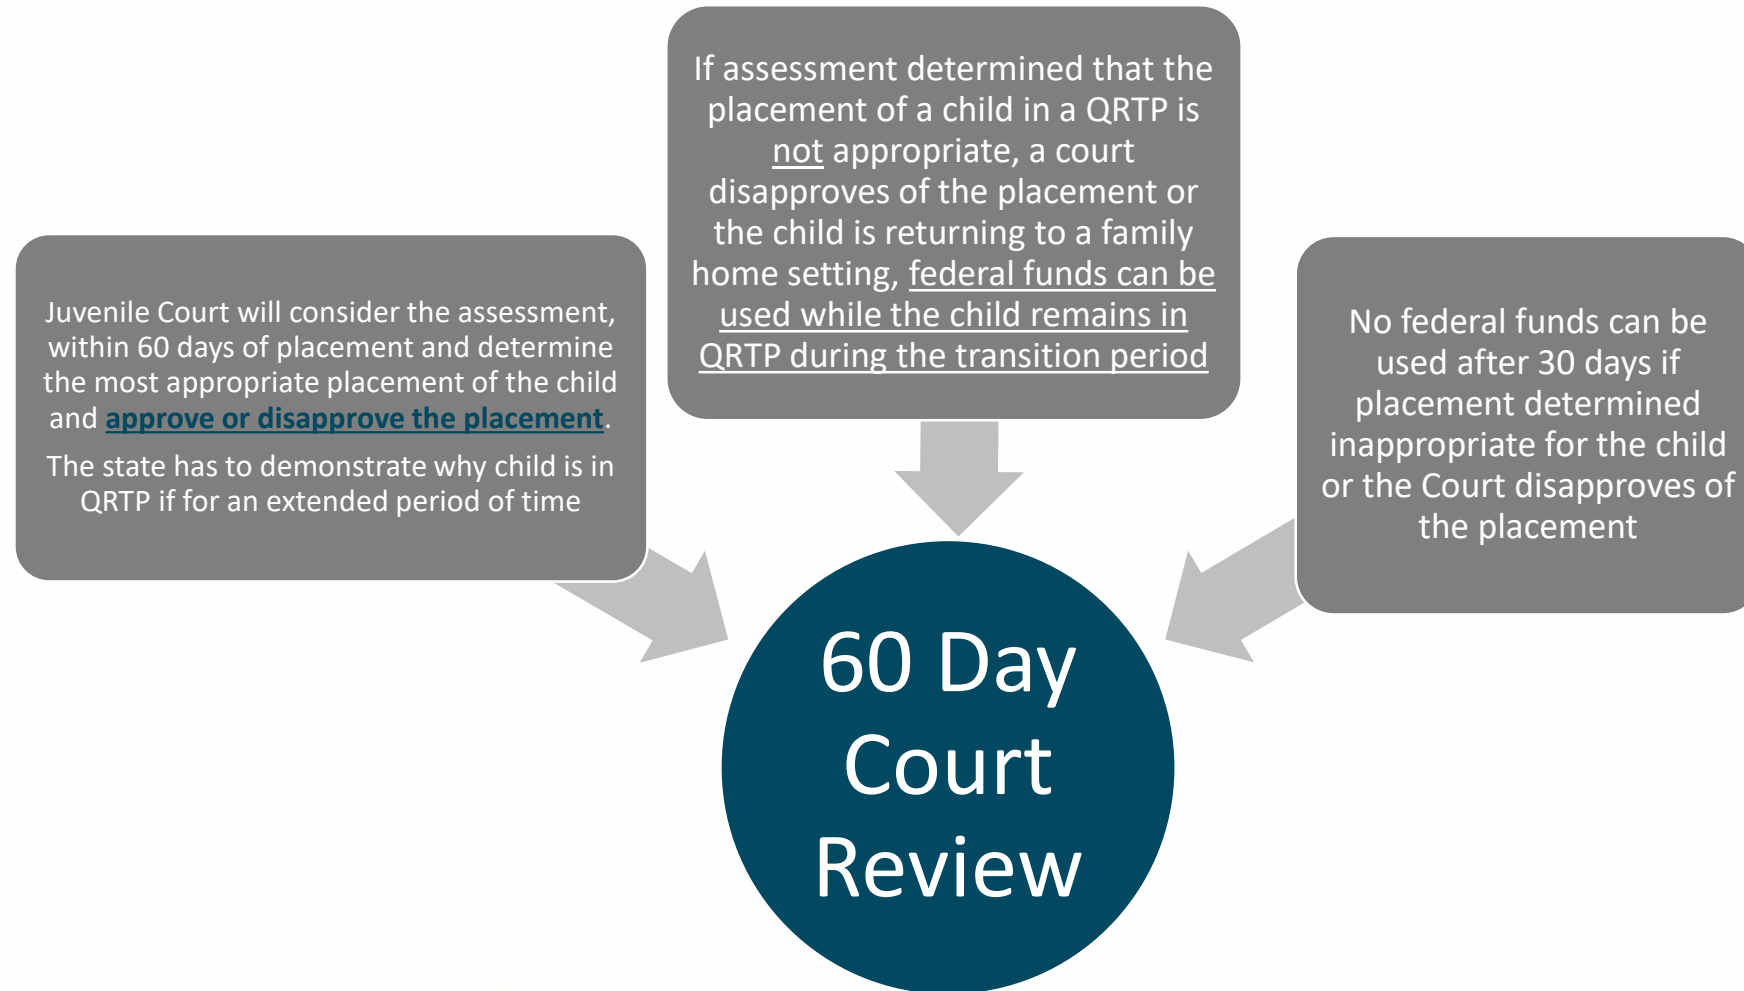 Juvenile Court will consider the assessment,
within 60 days of placement and determine
the most appropriate placement of the child
and approve or disapprove the placement.
The state has to demonstrate why child is in
QRTP if for an extended period of time
If assessment determined that the
placement of a child in a QRTP is
not appropriate, a court
disapproves of the placement or
the child is returning to a family
home setting, federal funds can be
used while the child remains in
QRTP during the transition period
No federal funds can be
used after 30 days if
placement determined
inappropriate for the child
or the Court disapproves of
the placement
60 Day
Court
Review